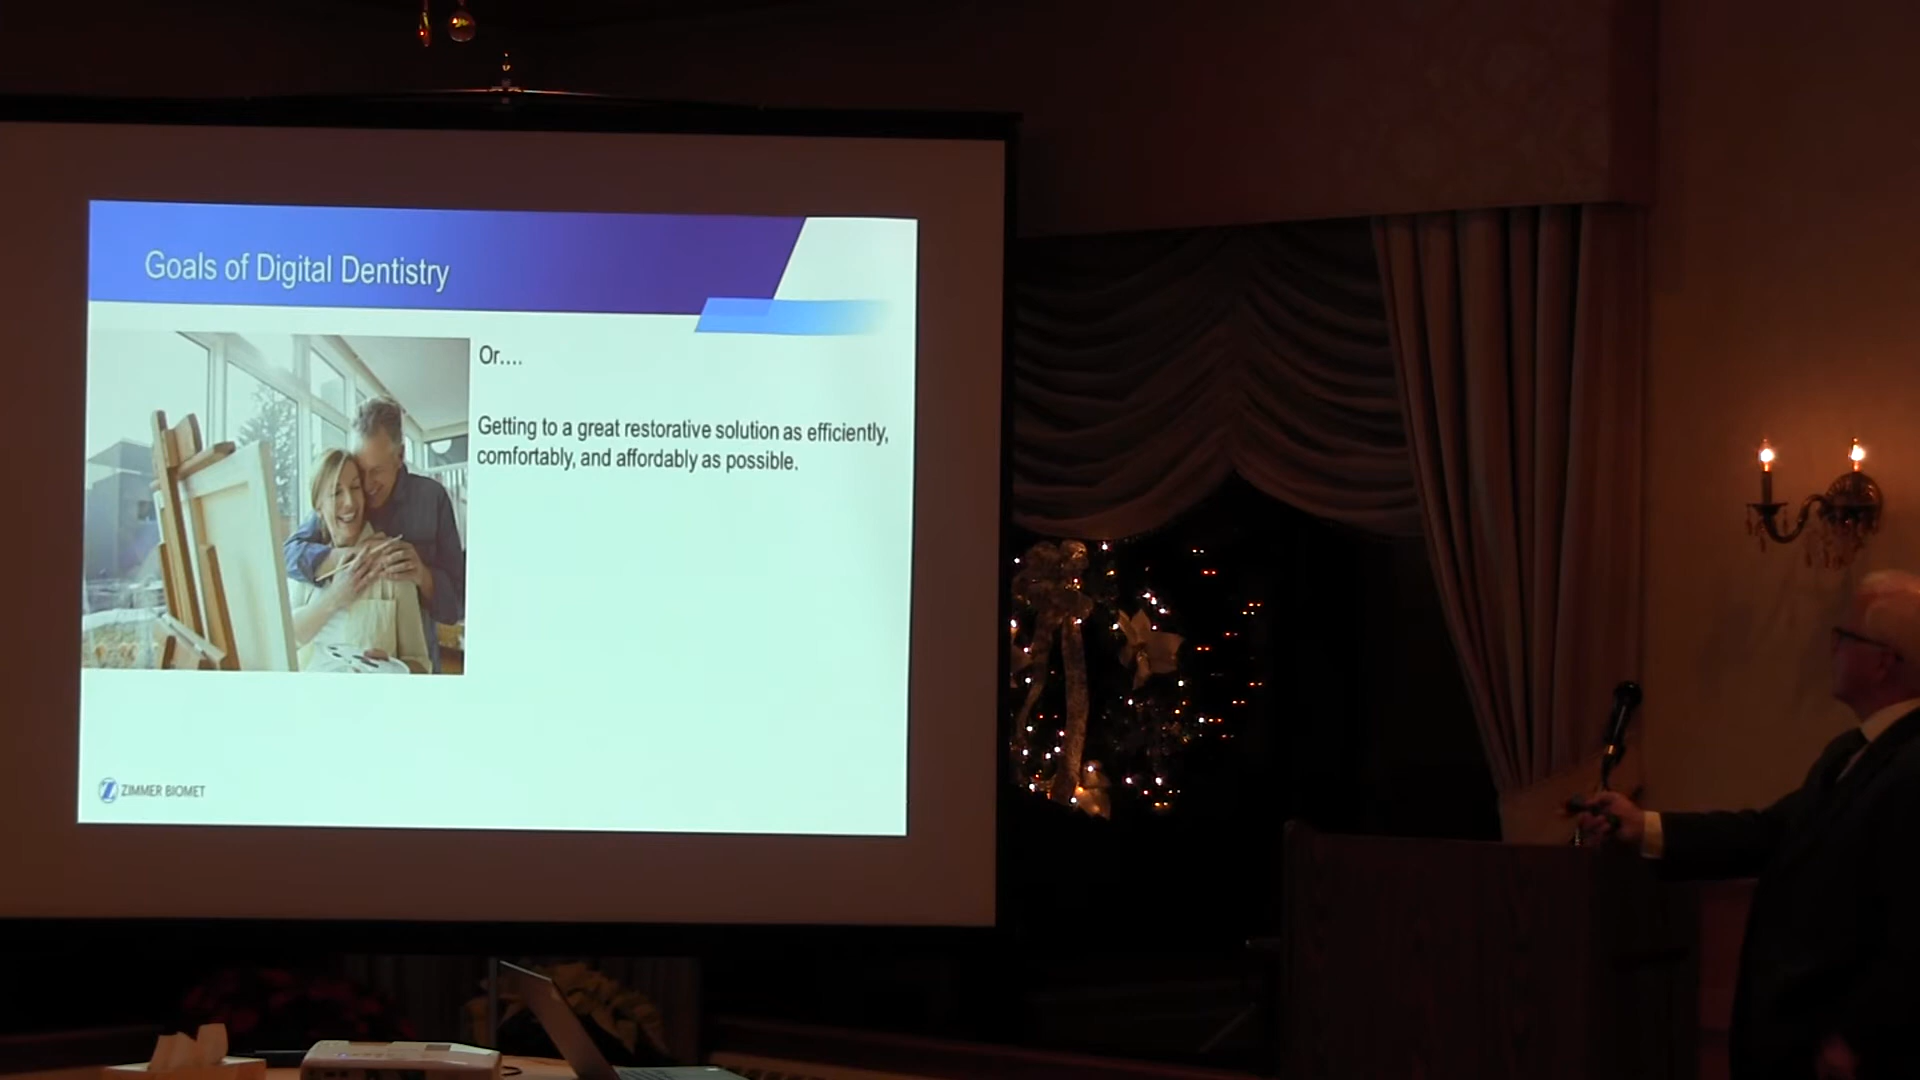 Goals of Digital Dentistry
Or....
Getting to a great restorative solution as efficiently,
comfortably, and affordably as possible.
ZIMMER BIOMET